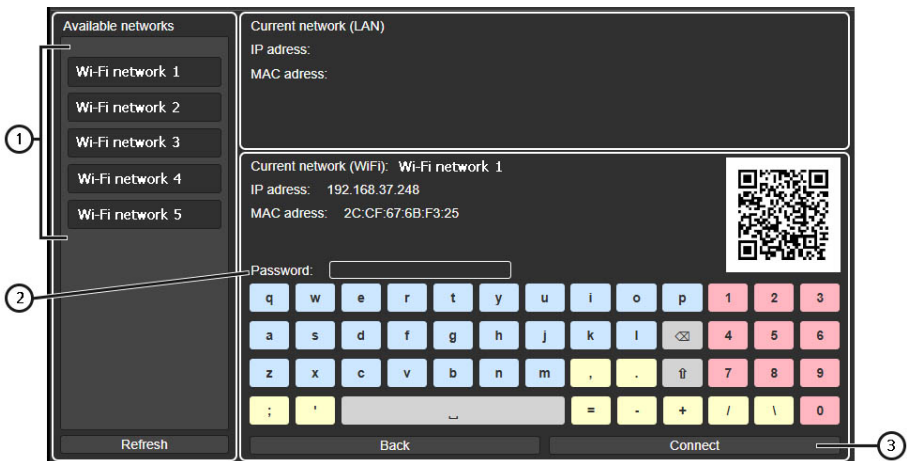 Available networks
Wi-Fi network 1
Wi-Fi network 2
Wi-Fi network 3
Wi-Fi network 4
Wi-Fi network 5
Refresh
1
2
Current network (LAN)
IP adress:
MAC adress:
Current network (WiFi): Wi-Fi network 1
IP adress: 192.168.37.248
MAC adress: 2C:CF:67:6B:F3:25
Password:
q w e r t y u i o p 1 2 3
a s d f g h j k l ⌫ 4 5 6
z x c v b n m , . ⇧ 7 8 9
; ' ⎵ = - + / \ 0
Back Connect
3